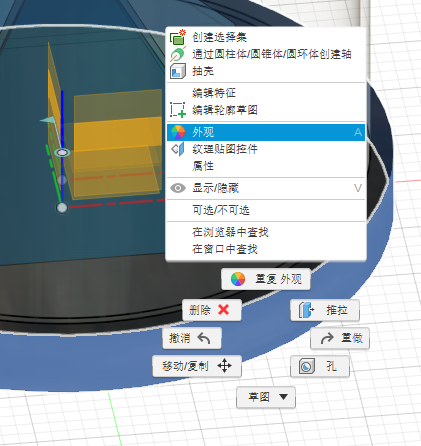 创建选择集
通过圆柱体/圆锥体/圆环体创建轴
抽壳
编辑特征
编辑轮廓草图
外观 A
纹理贴图控件
属性
显示/隐藏 V
可选/不可选
在浏览器中查找
在窗口中查找
重复 外观
删除
推拉
撤消
重做
移动/复制
孔
草图